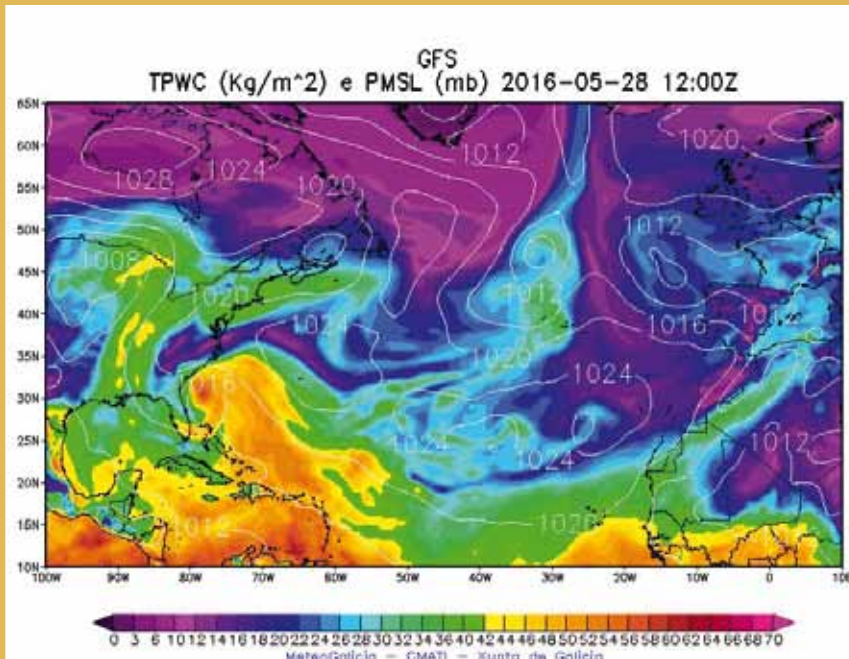 GFS
TPWC (Kg/m^2) e PMSL (mb) 2016-05-28 12:00Z
65N
60N
55N
50N
45N
40N
35N
30N
25N
20N
15N
10N
1012
1020
1028
1024
1020
1012
1008
1020
1012
1012
1024
1016
1020
1016
1024
1024
1024
1012
1012
100W 90W 80W 70W 60W 50W 40W 30W 20W 10W 0 10E
0 3 6 10 12 14 16 18 20 22 24 26 28 30 32 34 36 38 40 42 44 46 48 50 52 54 56 58 60 62 64 66 68 70
MeteoGalicia – CMATI – Xunta de Galicia